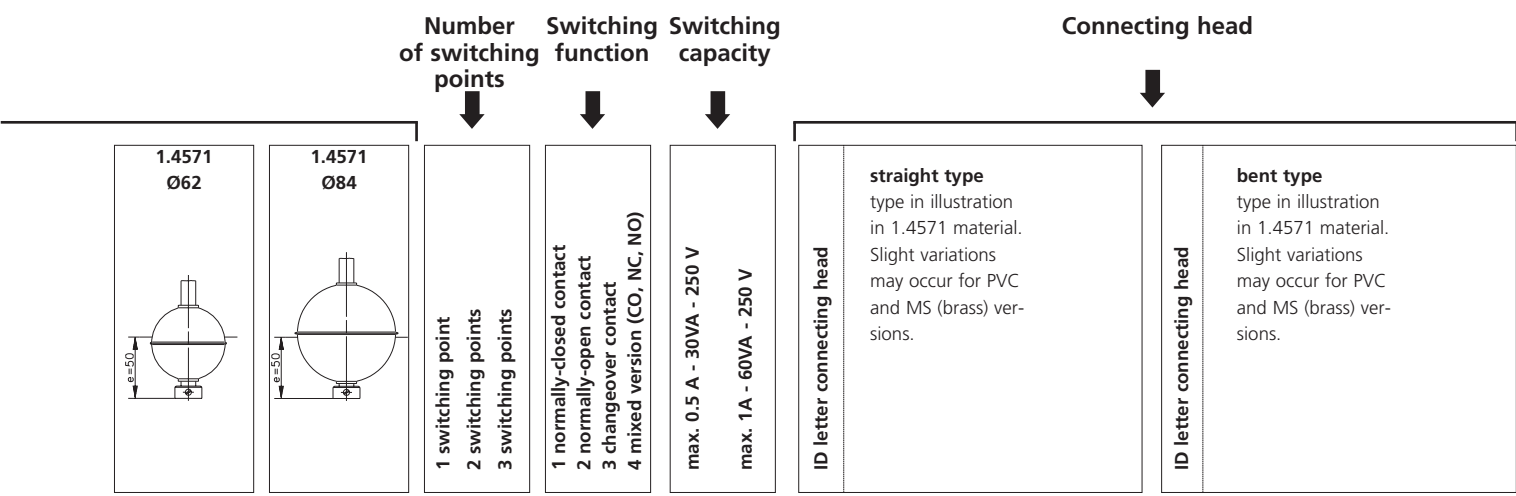 Number
of switching
points
Switching
function
Switching
capacity
Connecting head
1.4571
Ø62
e=50
1.4571
Ø84
e=50
1 switching point
2 switching points
3 switching points
1 normally-closed contact
2 normally-open contact
3 changeover contact
4 mixed version (CO, NC, NO)
max. 0.5 A - 30VA - 250 V
max. 1A - 60VA - 250 V
ID letter connecting head
straight type
type in illustration
in 1.4571 material.
Slight variations
may occur for PVC
and MS (brass) ver-
sions.
ID letter connecting head
bent type
type in illustration
in 1.4571 material.
Slight variations
may occur for PVC
and MS (brass) ver-
sions.